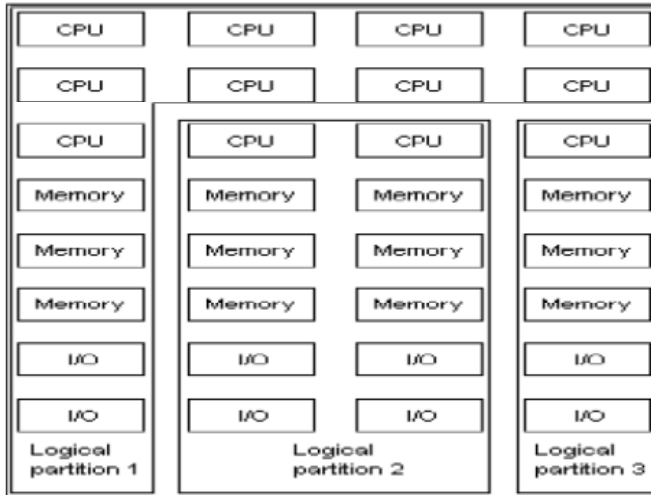 CPU CPU CPU CPU
CPU CPU CPU CPU
CPU CPU CPU CPU
Memory Memory Memory Memory
Memory Memory Memory Memory
Memory Memory Memory Memory
I/O I/O I/O I/O
I/O I/O I/O I/O
Logical Logical Logical
partition 1 partition 2 partition 3